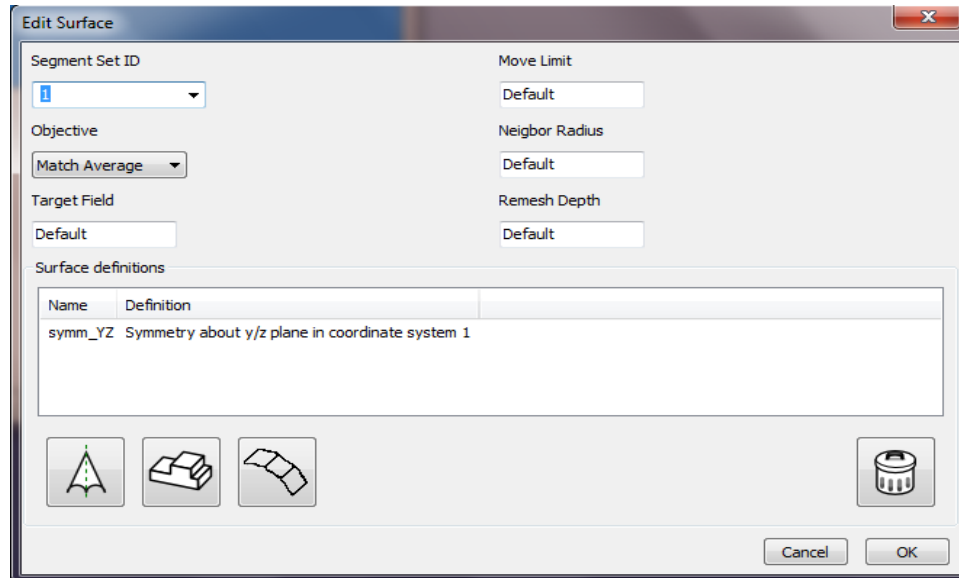 Edit Surface
Segment Set ID
1
Move Limit
Default
Objective
Match Average
Neigbor Radius
Default
Target Field
Default
Remesh Depth
Default
Surface definitions
Name Definition
symm_YZ Symmetry about y/z plane in coordinate system 1
Cancel OK